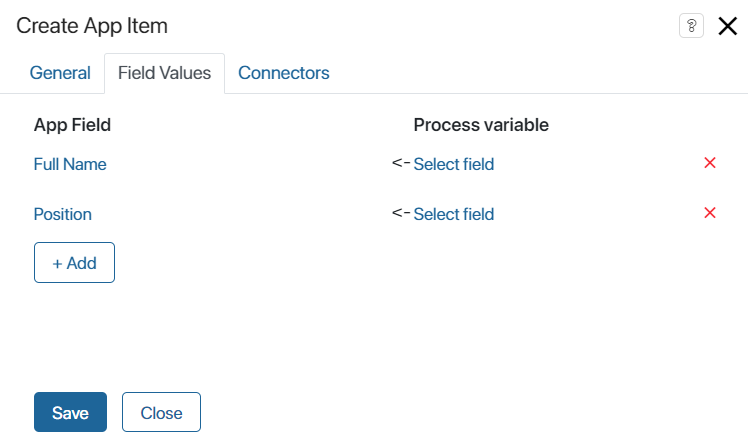 Create App Item ?
General Field Values Connectors
App Field Process variable
Full Name <- Select field
Position <- Select field
+ Add
Save Close